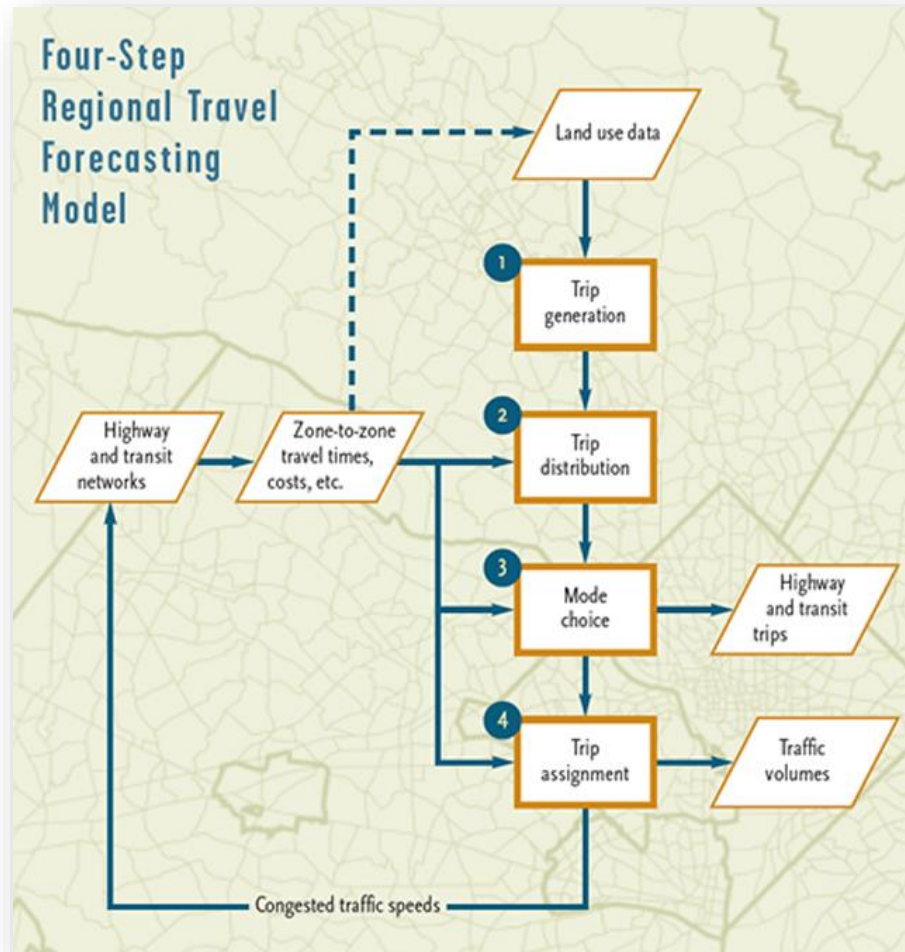 Four-Step
Regional Travel
Forecasting
Model
Land use data
1
Trip
generation
2
Trip
distribution
Highway
and transit
networks
Zone-to-zone
travel times,
costs, etc.
3
Mode
choice
Highway
and transit
trips
4
Trip
assignment
Traffic
volumes
Congested traffic speeds